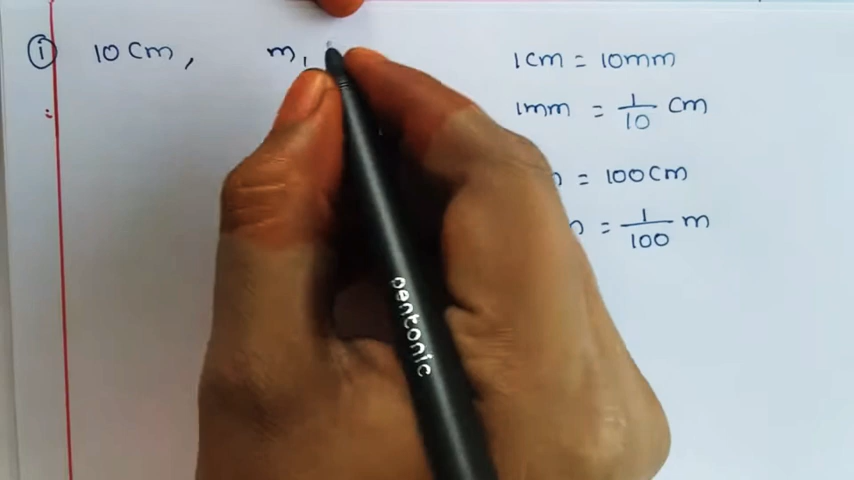 i 10 cm, m,
1cm = 10mm
1mm = 1/10 cm
= 100cm
= 1/100 m
pentonic